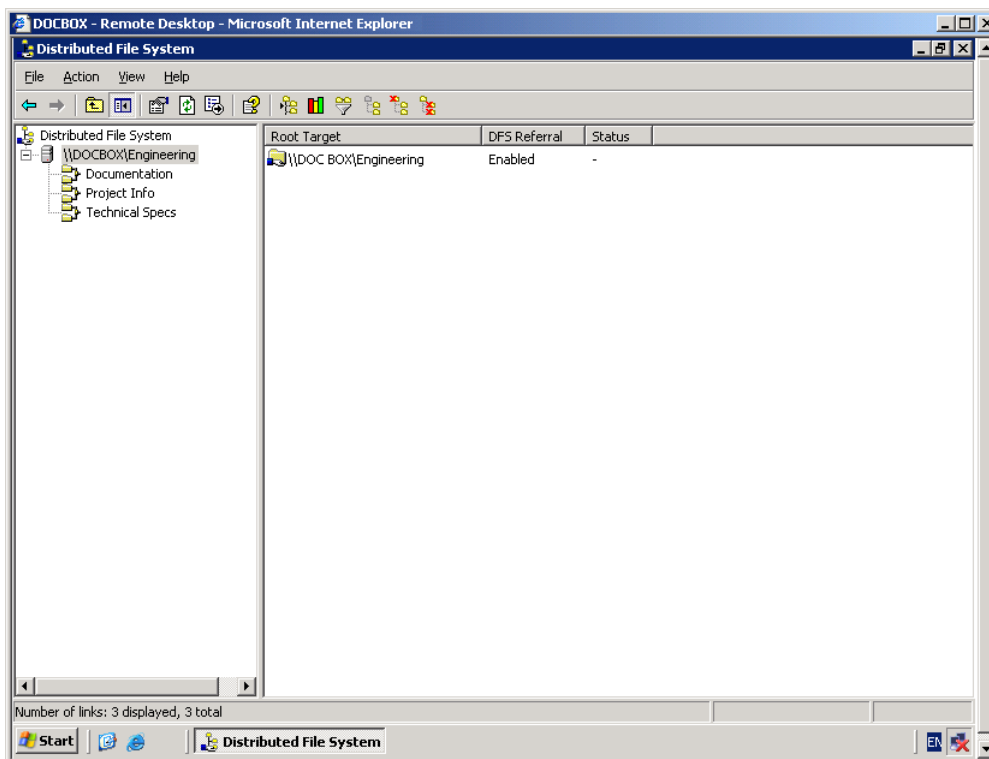 DOCBOX - Remote Desktop - Microsoft Internet Explorer
Distributed File System
File Action View Help
Distributed File System
\\DOCBOX\Engineering
Documentation
Project Info
Technical Specs
Root Target DFS Referral Status
\\DOC BOX\Engineering Enabled -
Number of links: 3 displayed, 3 total
Start Distributed File System EN